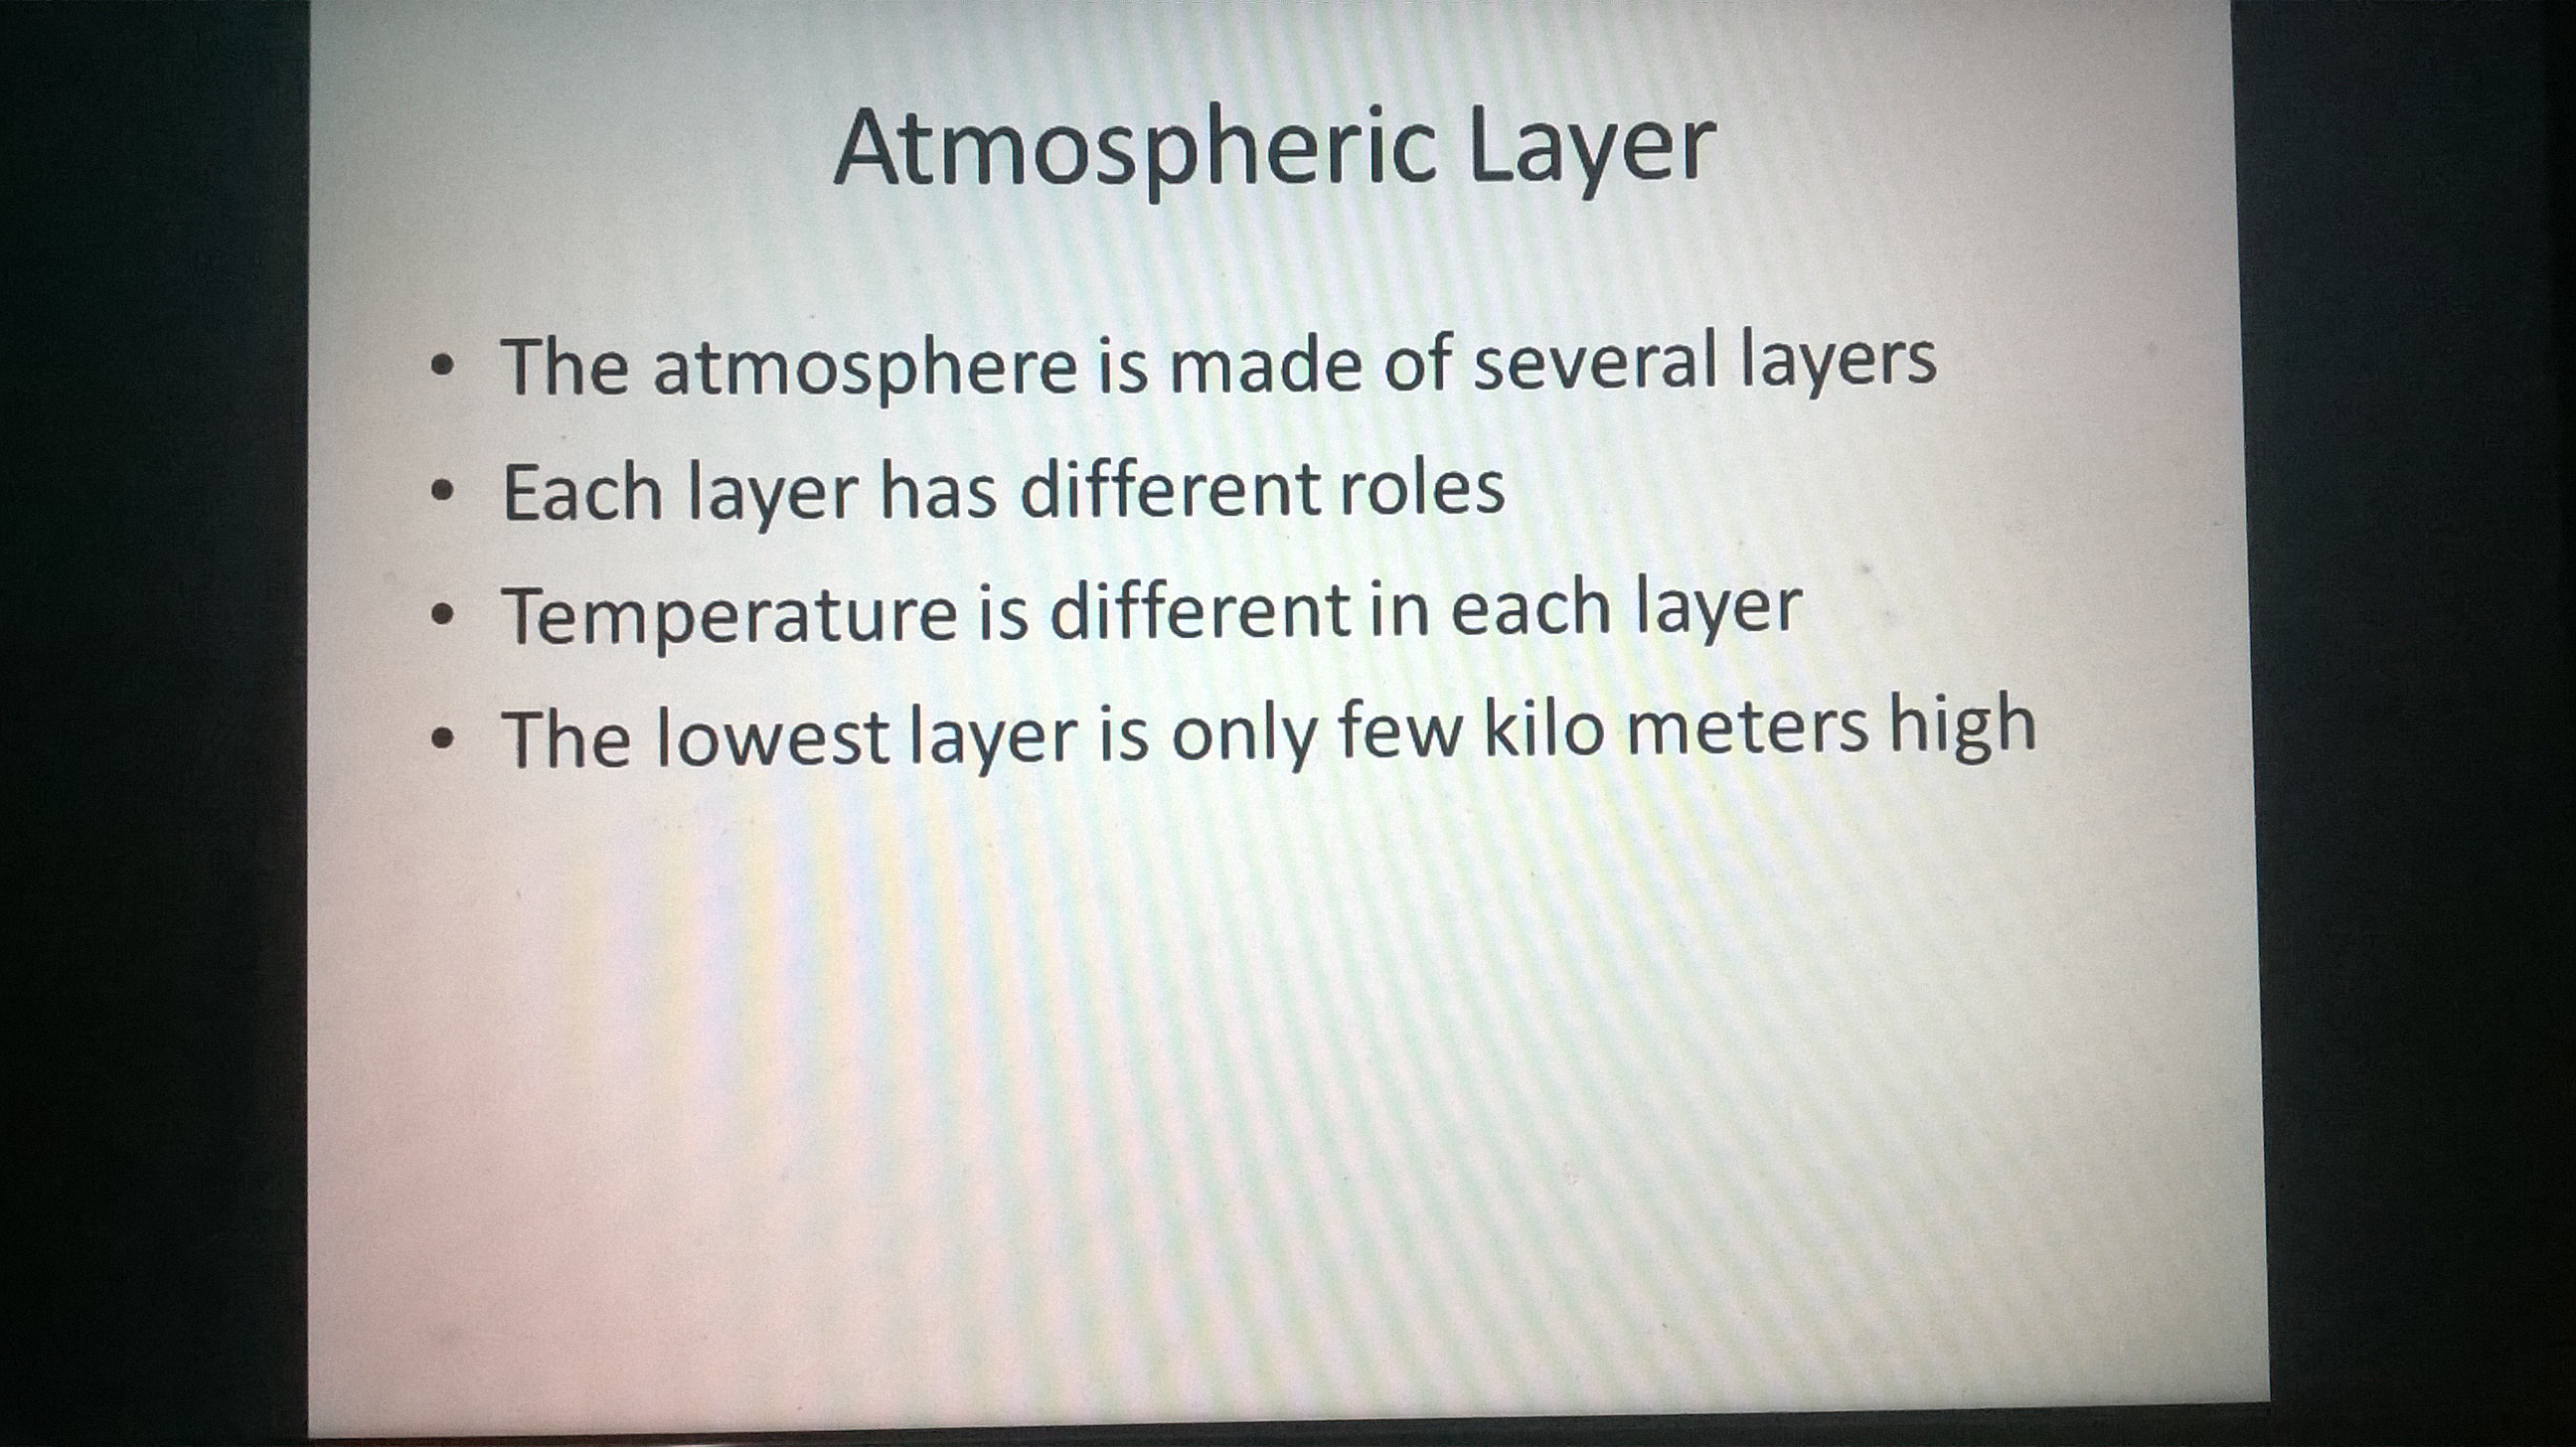 Atmospheric Layer
• The atmosphere is made of several layers
• Each layer has different roles
• Temperature is different in each layer
• The lowest layer is only few kilo meters high